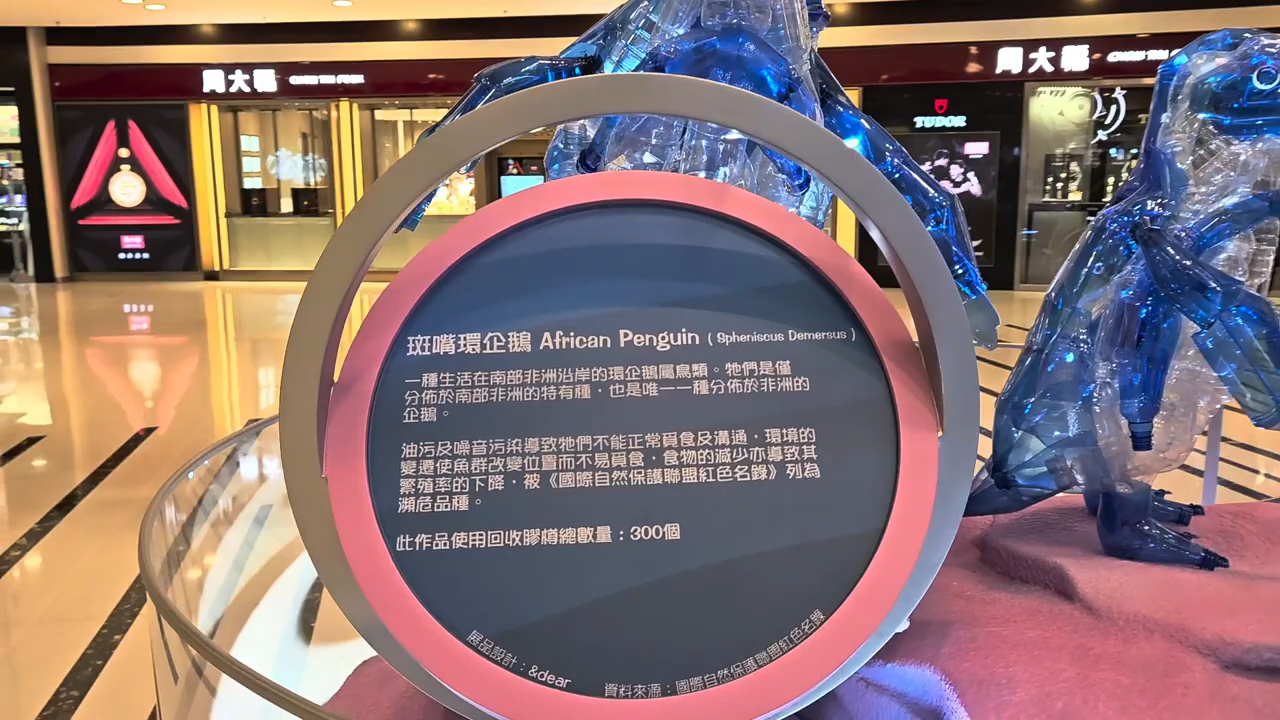 周大福 CHOW TAI FOOK
周大福 CHOW TAI
TUDOR
斑嘴環企鵝 African Penguin ( Spheniscus Demersus )
一種生活在南部非洲沿岸的環企鵝屬鳥類。牠們是僅
分佈於南部非洲的特有種,也是唯一一種分佈於非洲的
企鵝。
油污及噪音污染導致牠們不能正常覓食及溝通,環境的
變遷使魚群改變位置而不易覓食,食物的減少亦導致其
繁殖率的下降,被《國際自然保護聯盟紅色名錄》列為
瀕危品種。
此作品使用回收膠樽總數量:300個
展品設計:&dear
資料來源:國際自然保護聯盟紅色名錄